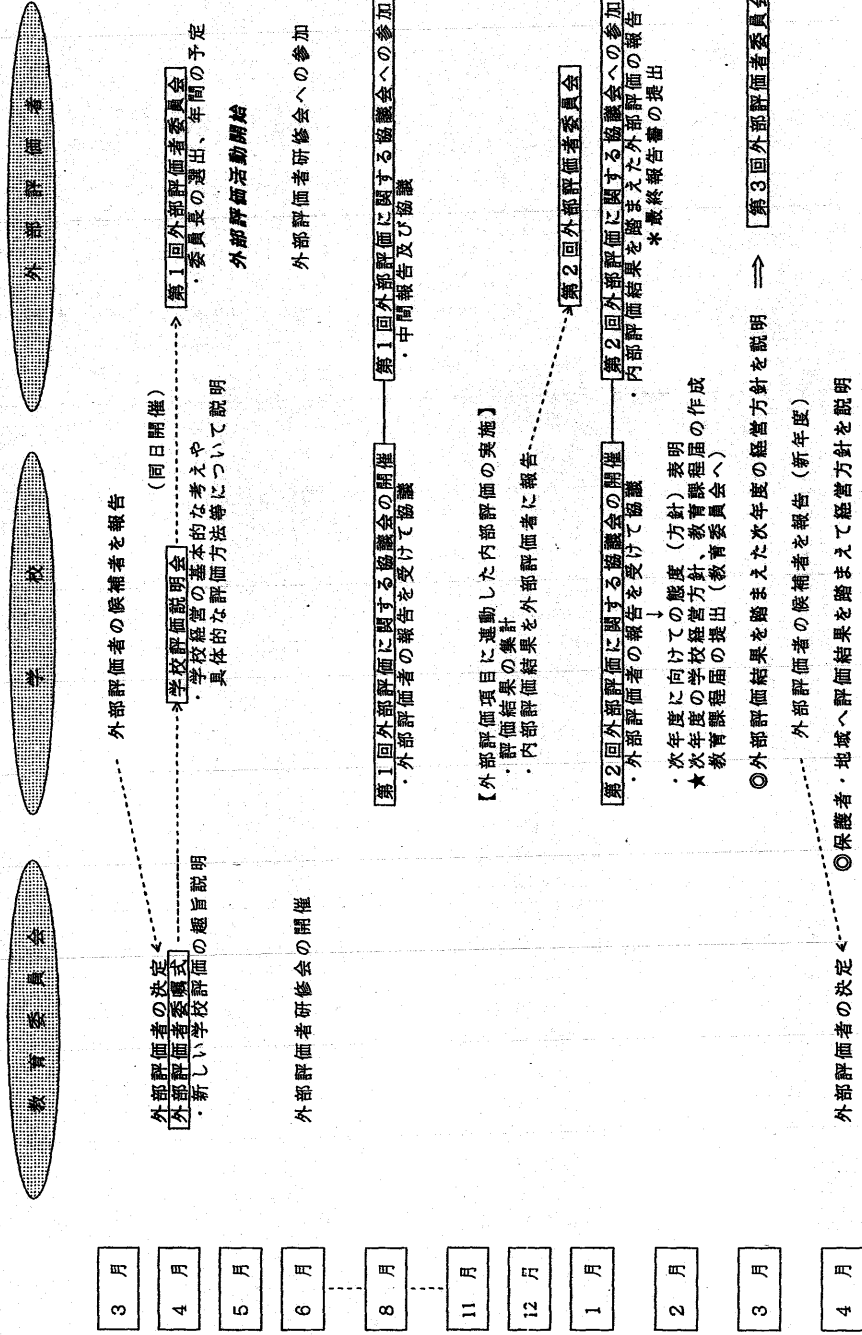 教育委員会
学校
外部評価者
3月
外部評価者の候補者を報告
4月
外部評価者の決定
外部評価者委嘱式
・新しい学校評価の趣旨説明
(同日開催)
学校評価説明会
・学校経営の基本的な考えや
具体的な評価方法等について説明
第1回外部評価者委員会
・委員長の選出、年間の予定
5月
外部評価活動開始
6月
外部評価者研修会の開催
外部評価者研修会への参加
8月
第1回外部評価に関する協議会の開催
・外部評価者の報告を受けて協議
第1回外部評価に関する協議会への参加
・中間報告及び協議
11月
【外部評価項目に連動した内部評価の実施】
・評価結果の集計
12月
・内部評価結果を外部評価者に報告
第2回外部評価者委員会
1月
第2回外部評価に関する協議会の開催
・外部評価者の報告を受けて協議
↓
第2回外部評価に関する協議会への参加
・内部評価結果を踏まえた外部評価の報告
*最終報告書の提出
2月
・次年度に向けての態度(方針)表明
★次年度の学校経営方針、教育課程届の作成
教育課程届の提出(教育委員会へ)
3月
◎外部評価結果を踏まえた次年度の経営方針を説明 ⇒
第3回外部評価者委員会
外部評価者の候補者を報告(新年度)
4月
外部評価者の決定
◎保護者・地域へ評価結果を踏まえて経営方針を説明